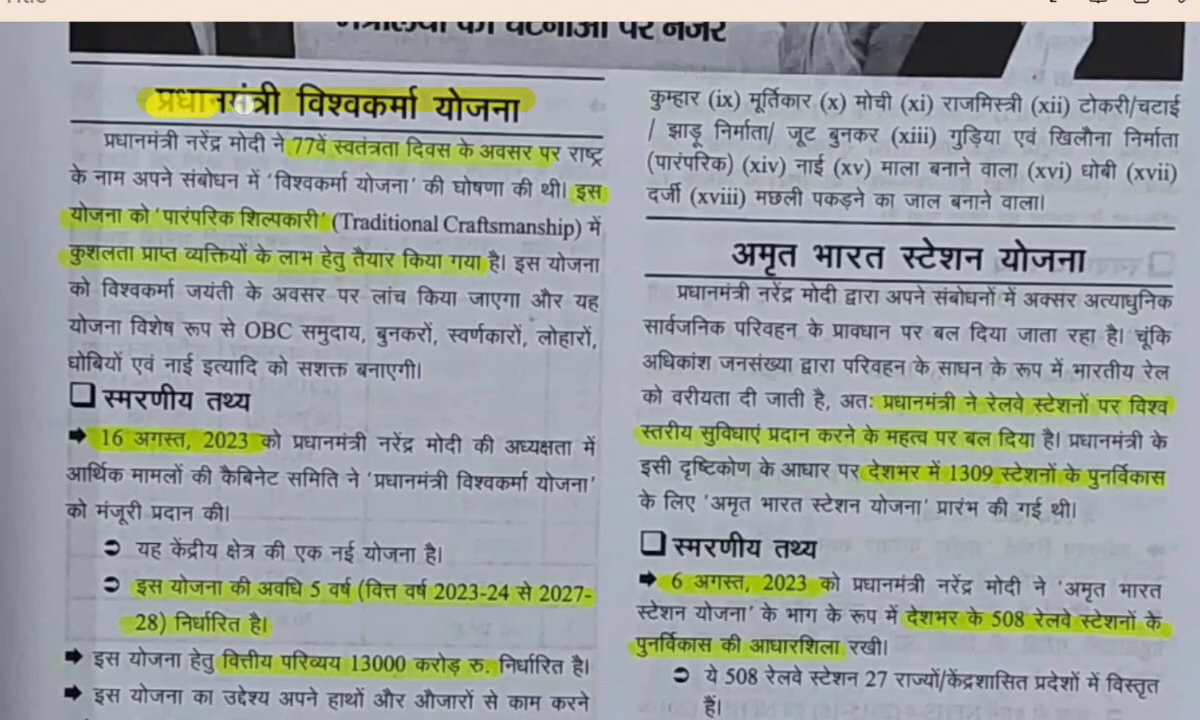 मंत्रालयों की घटनाओं पर नजर
प्रधानमंत्री विश्वकर्मा योजना
प्रधानमंत्री नरेंद्र मोदी ने 77वें स्वतंत्रता दिवस के अवसर पर राष्ट्र
के नाम अपने संबोधन में 'विश्वकर्मा योजना' की घोषणा की थी। इस
योजना को 'पारंपरिक शिल्पकारी' (Traditional Craftsmanship) में
कुशलता प्राप्त व्यक्तियों के लाभ हेतु तैयार किया गया है। इस योजना
को विश्वकर्मा जयंती के अवसर पर लांच किया जाएगा और यह
योजना विशेष रूप से OBC समुदाय, बुनकरों, स्वर्णकारों, लोहारों,
धोबियों एवं नाई इत्यादि को सशक्त बनाएगी।
❑ स्मरणीय तथ्य
➡ 16 अगस्त, 2023 को प्रधानमंत्री नरेंद्र मोदी की अध्यक्षता में
आर्थिक मामलों की कैबिनेट समिति ने 'प्रधानमंत्री विश्वकर्मा योजना'
को मंजूरी प्रदान की।
➲ यह केंद्रीय क्षेत्र की एक नई योजना है।
➲ इस योजना की अवधि 5 वर्ष (वित्त वर्ष 2023-24 से 2027-
28) निर्धारित है।
➡ इस योजना हेतु वित्तीय परिव्यय 13000 करोड़ रु. निर्धारित है।
➡ इस योजना का उद्देश्य अपने हाथों और औजारों से काम करने
कुम्हार (ix) मूर्तिकार (x) मोची (xi) राजमिस्त्री (xii) टोकरी/चटाई
/ झाड़ू निर्माता/ जूट बुनकर (xiii) गुड़िया एवं खिलौना निर्माता
(पारंपरिक) (xiv) नाई (xv) माला बनाने वाला (xvi) धोबी (xvii)
दर्जी (xviii) मछली पकड़ने का जाल बनाने वाला।
अमृत भारत स्टेशन योजना
प्रधानमंत्री नरेंद्र मोदी द्वारा अपने संबोधनों में अक्सर अत्याधुनिक
सार्वजनिक परिवहन के प्रावधान पर बल दिया जाता रहा है। चूंकि
अधिकांश जनसंख्या द्वारा परिवहन के साधन के रूप में भारतीय रेल
को वरीयता दी जाती है, अतः प्रधानमंत्री ने रेलवे स्टेशनों पर विश्व
स्तरीय सुविधाएं प्रदान करने के महत्व पर बल दिया है। प्रधानमंत्री के
इसी दृष्टिकोण के आधार पर देशभर में 1309 स्टेशनों के पुनर्विकास
के लिए 'अमृत भारत स्टेशन योजना' प्रारंभ की गई थी।
❑ स्मरणीय तथ्य
➡ 6 अगस्त, 2023 को प्रधानमंत्री नरेंद्र मोदी ने 'अमृत भारत
स्टेशन योजना' के भाग के रूप में देशभर के 508 रेलवे स्टेशनों के
पुनर्विकास की आधारशिला रखी।
➲ ये 508 रेलवे स्टेशन 27 राज्यों/केंद्रशासित प्रदेशों में विस्तृत
हैं।